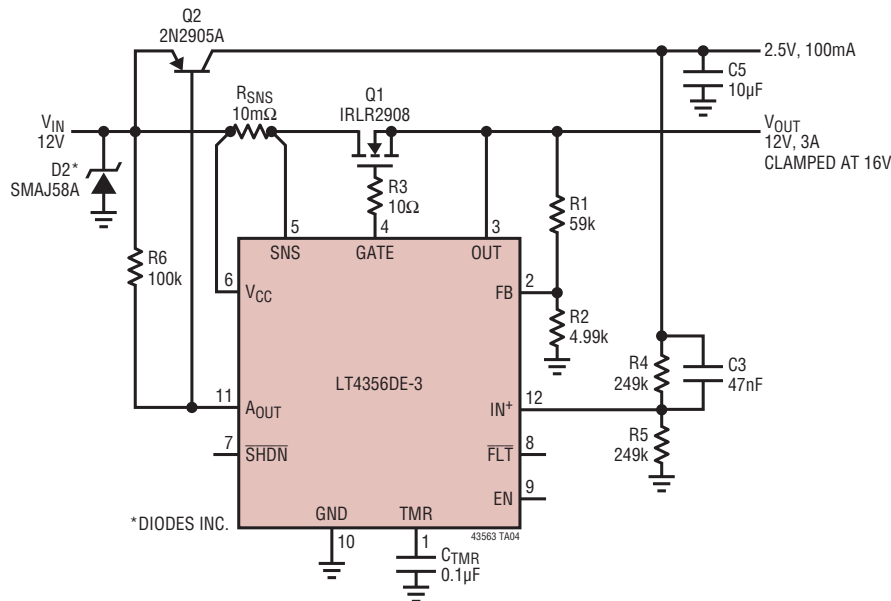 Q2
2N2905A
2.5V, 100mA
C5
10µF
RSNS
10mΩ
Q1
IRLR2908
VIN
12V
VOUT
12V, 3A
CLAMPED AT 16V
D2*
SMAJ58A
R3
10Ω
R1
59k
5
4
3
SNS
GATE
OUT
R6
100k
6
VCC
2
FB
R2
4.99k
LT4356DE-3
R4
249k
C3
47nF
11
AOUT
12
IN+
7
SHDN
8
FLT
R5
249k
9
EN
*DIODES INC.
GND
TMR
43563 TA04
10
1
CTMR
0.1µF